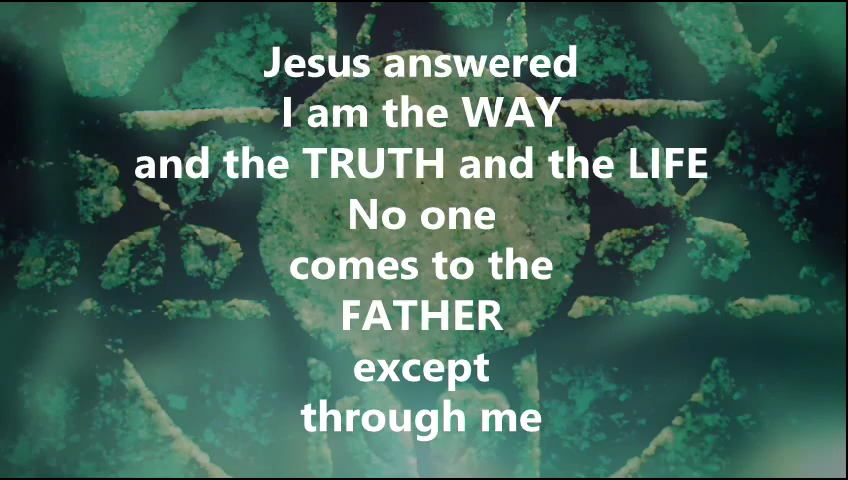 Jesus answered
I am the WAY
and the TRUTH and the LIFE
No one
comes to the
FATHER
except
through me